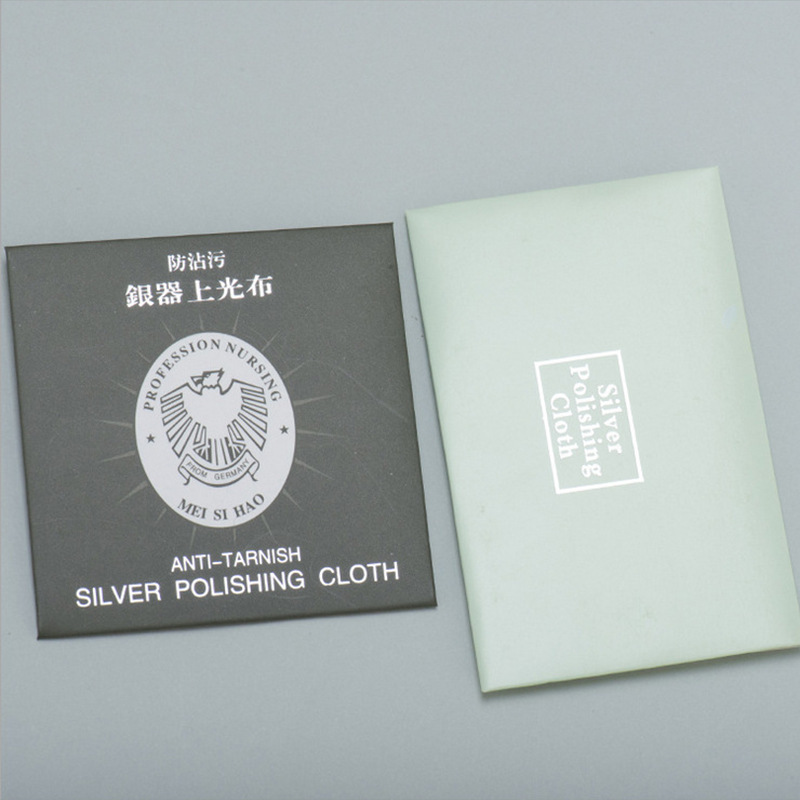 防沾污
銀器上光布
PROFESSION NURSING
FROM GERMANY
MEI SI HAO
ANTI-TARNISH
SILVER POLISHING CLOTH
Silver
Polishing
Cloth